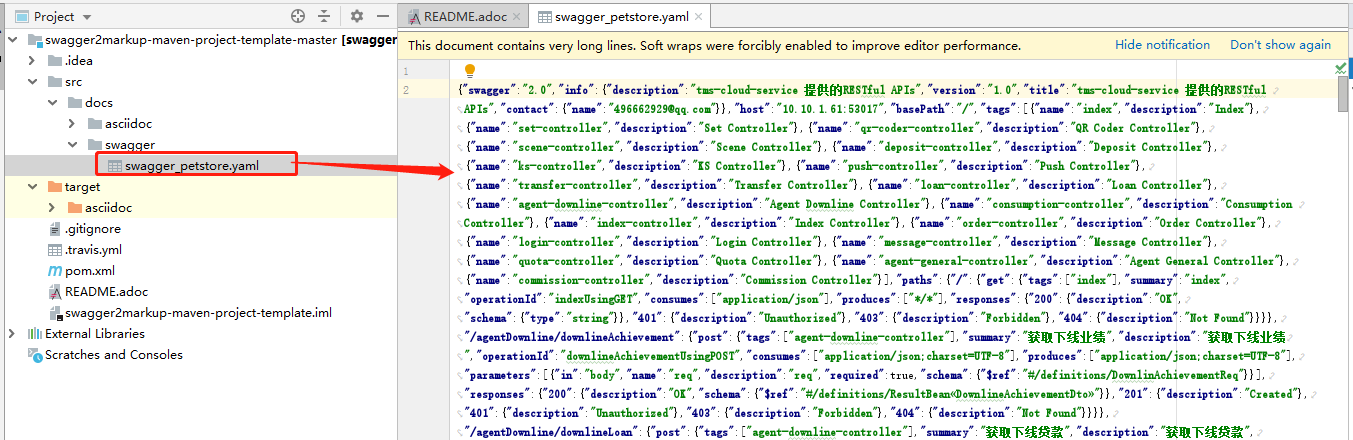 Project
README.adoc
swagger_petstore.yaml
swagger2markup-maven-project-template-master [swagger
.idea
src
docs
asciidoc
swagger
swagger_petstore.yaml
target
asciidoc
.gitignore
.travis.yml
pom.xml
README.adoc
swagger2markup-maven-project-template.iml
External Libraries
Scratches and Consoles
This document contains very long lines. Soft wraps were forcibly enabled to improve editor performance.
Hide notification
Don't show again
1
2
{"swagger":"2.0","info":{"description":"tms-cloud-service 提供的RESTful APIs","version":"1.0","title":"tms-cloud-service 提供的RESTful
APIs","contact":{"name":"496662929@qq.com"}},"host":"10.10.1.61:53017","basePath":"/","tags":[{"name":"index","description":"Index"},
{"name":"set-controller","description":"Set Controller"},{"name":"qr-coder-controller","description":"QR Coder Controller"},
{"name":"scene-controller","description":"Scene Controller"},{"name":"deposit-controller","description":"Deposit Controller"},
{"name":"ks-controller","description":"KS Controller"},{"name":"push-controller","description":"Push Controller"},
{"name":"transfer-controller","description":"Transfer Controller"},{"name":"loan-controller","description":"Loan Controller"},
{"name":"agent-downline-controller","description":"Agent Downline Controller"},{"name":"consumption-controller","description":"Consumption
Controller"},{"name":"index-controller","description":"Index Controller"},{"name":"order-controller","description":"Order Controller"},
{"name":"login-controller","description":"Login Controller"},{"name":"message-controller","description":"Message Controller"},
{"name":"quota-controller","description":"Quota Controller"},{"name":"agent-general-controller","description":"Agent General Controller"},
{"name":"commission-controller","description":"Commission Controller"}],"paths":{"/":{"get":{"tags":["index"],"summary":"index",
"operationId":"indexUsingGET","consumes":["application/json"],"produces":["*/*"],"responses":{"200":{"description":"OK",
"schema":{"type":"string"}},"401":{"description":"Unauthorized"},"403":{"description":"Forbidden"},"404":{"description":"Not Found"}}}},
"/agentDownline/downlineAchievement":{"post":{"tags":["agent-downline-controller"],"summary":"获取下线业绩","description":"获取下线业绩
","operationId":"downlineAchievementUsingPOST","consumes":["application/json;charset=UTF-8"],"produces":["application/json;charset=UTF-8"],
"parameters":[{"in":"body","name":"req","description":"req","required":true,"schema":{"$ref":"#/definitions/DownlinAchievementReq"}}],
"responses":{"200":{"description":"OK","schema":{"$ref":"#/definitions/ResultBean«DownlineAchievementDto»"}},"201":{"description":"Created"},
"401":{"description":"Unauthorized"},"403":{"description":"Forbidden"},"404":{"description":"Not Found"}}}},
"/agentDownline/downlineLoan":{"post":{"tags":["agent-downline-controller"],"summary":"获取下线贷款","description":"获取下线贷款",